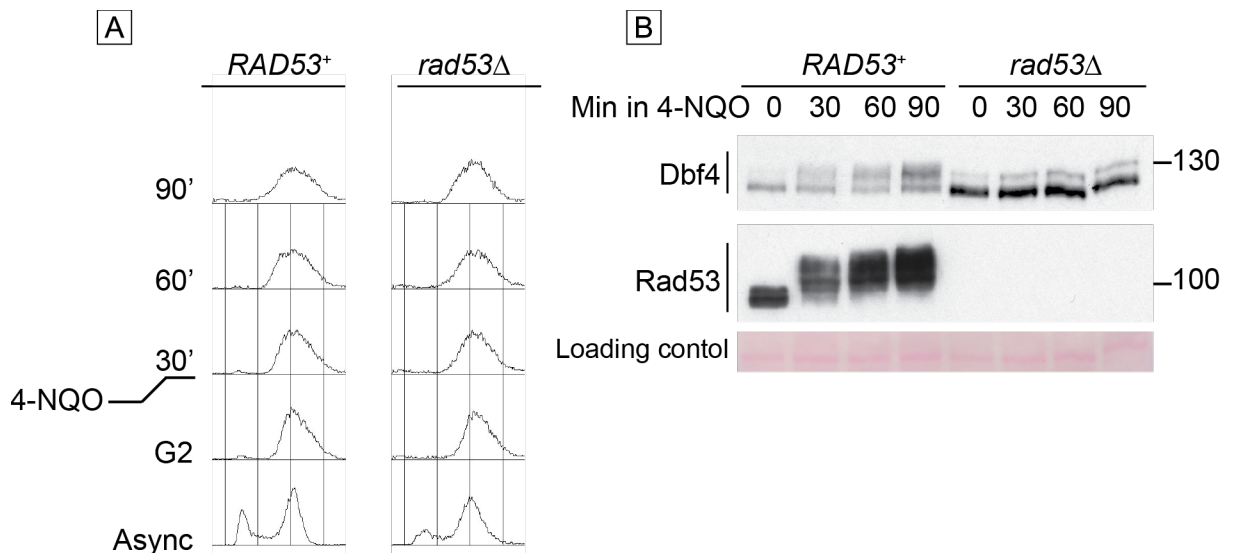 A
RAD53+ rad53Δ
90’
60’
30’
4-NQO
G2
Async
B
RAD53+ rad53Δ
Min in 4-NQO 0 30 60 90 0 30 60 90
Dbf4 130
Rad53 100
Loading contol